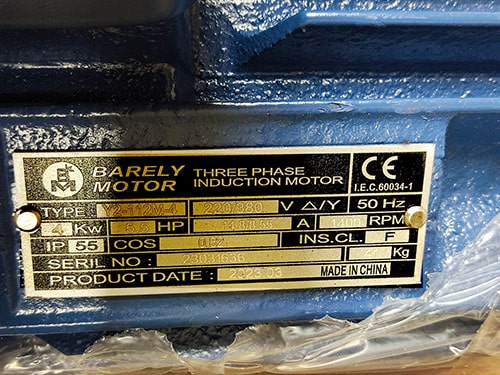 BARELY MOTOR
THREE PHASE INDUCTION MOTOR
CE
I.E.C.60034-1
TYPE Y2-112M-4 220/380 V △/Y 50 Hz
4 Kw 5.5 HP A 1400 RPM
IP 55 COS INS.CL. F
SERIL NO : 23031636 Kg
PRODUCT DATE : 2023.03 MADE IN CHINA